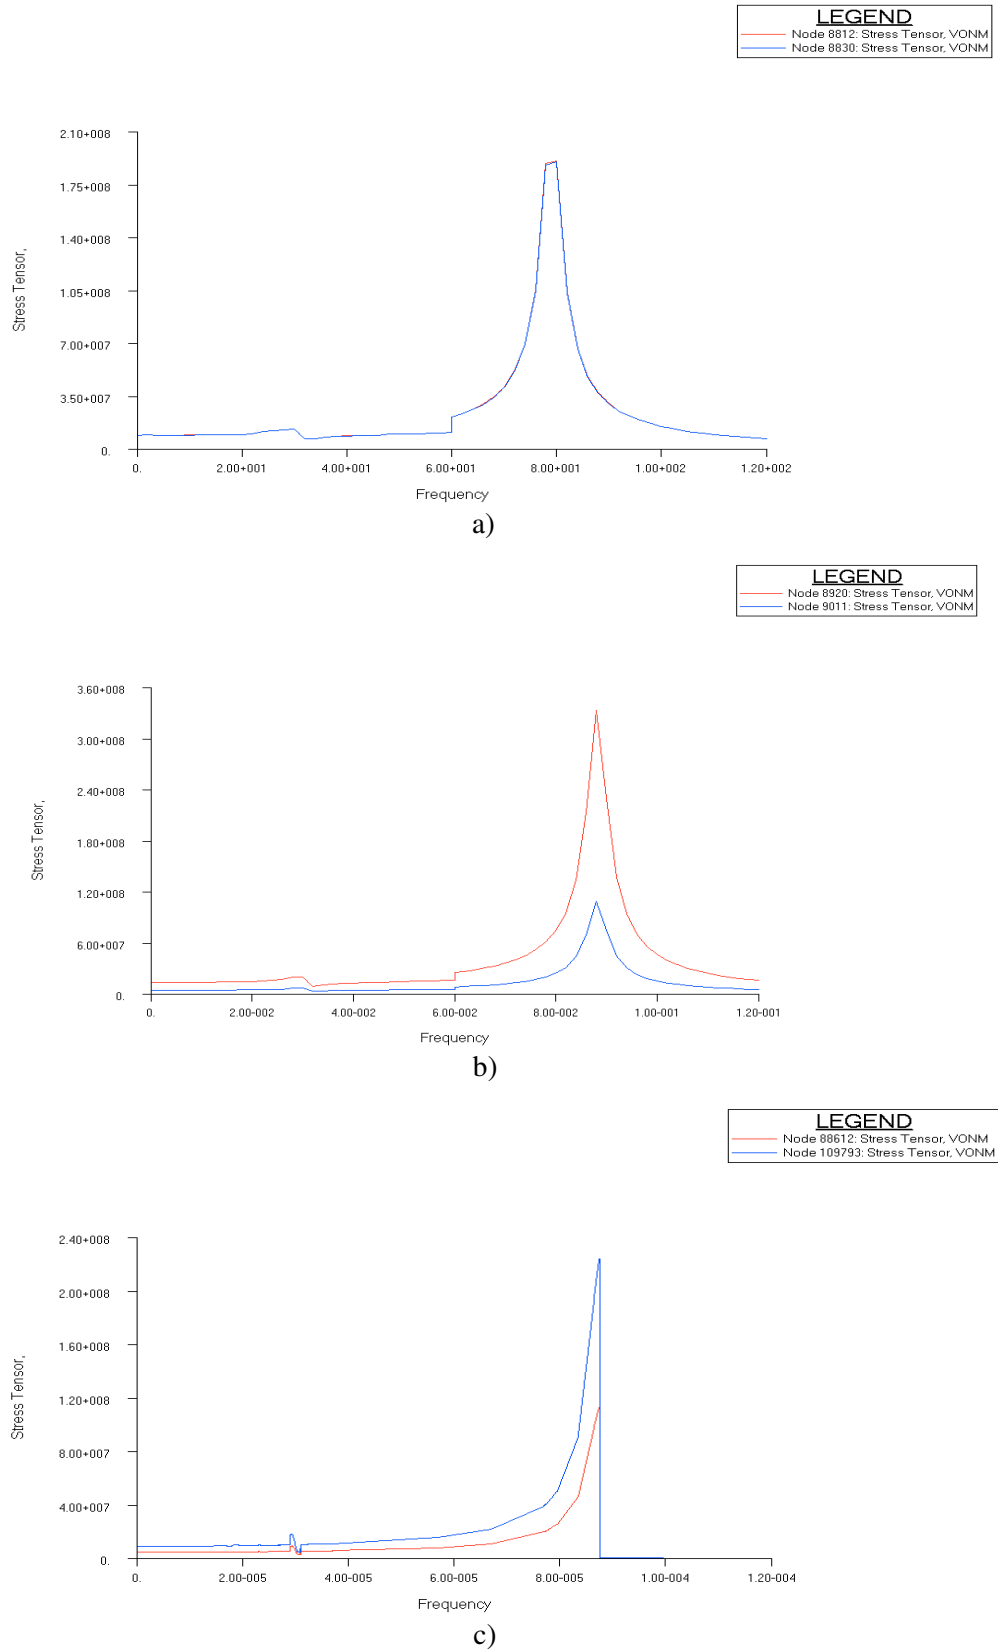 LEGEND
Node 8812: Stress Tensor, VONM
Node 8830: Stress Tensor, VONM
2.10+008
1.75+008
1.40+008
1.05+008
7.00+007
3.50+007
0.
Stress Tensor,
0. 2.00+001 4.00+001 6.00+001 8.00+001 1.00+002 1.20+002
Frequency
a)
LEGEND
Node 8920: Stress Tensor, VONM
Node 9011: Stress Tensor, VONM
3.60+008
3.00+008
2.40+008
1.80+008
1.20+008
6.00+007
0.
Stress Tensor,
0. 2.00-002 4.00-002 6.00-002 8.00-002 1.00-001 1.20-001
Frequency
b)
LEGEND
Node 88612: Stress Tensor, VONM
Node 109793: Stress Tensor, VONM
2.40+008
2.00+008
1.60+008
1.20+008
8.00+007
4.00+007
0.
Stress Tensor,
0. 2.00-005 4.00-005 6.00-005 8.00-005 1.00-004 1.20-004
Frequency
c)